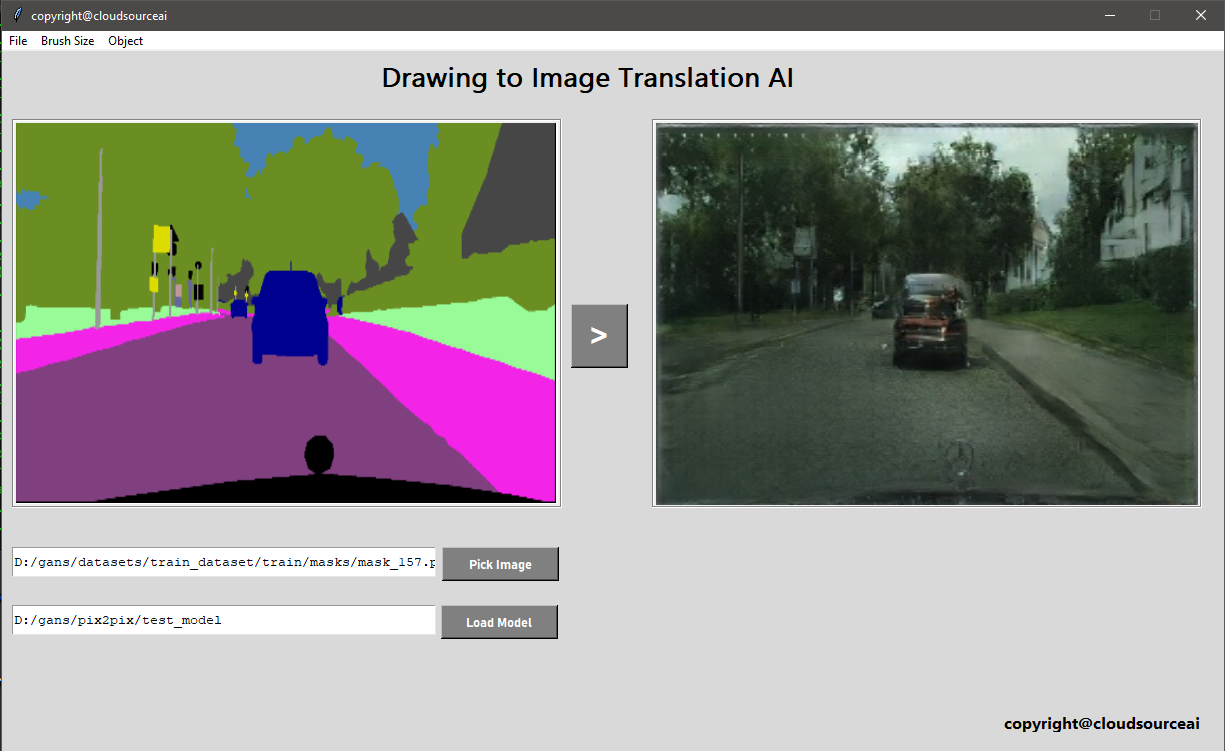 copyright@cloudsourceai
File Brush Size Object
Drawing to Image Translation AI
>
D:/gans/datasets/train_dataset/train/masks/mask_157.p
Pick Image
D:/gans/pix2pix/test_model
Load Model
copyright@cloudsourceai